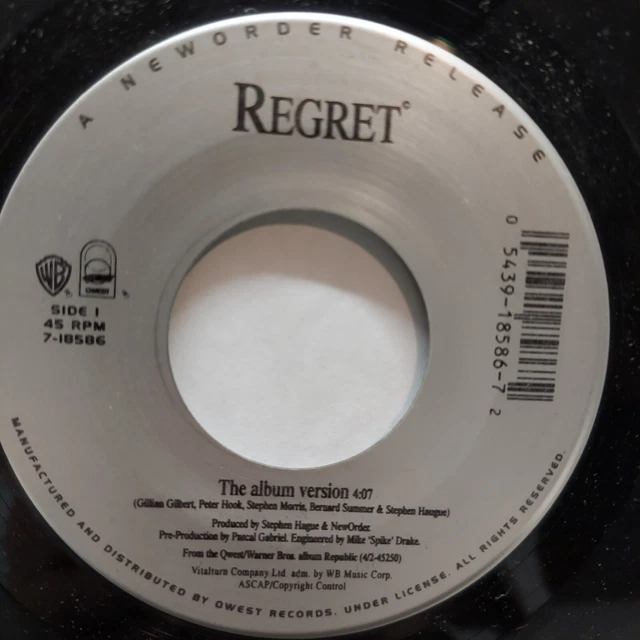 A NEWORDER RELEASE
REGRET©
WB
SIDE 1
45 RPM
7-18586
0 54391-18586-7 2
The album version 4:07
(Gillian Gilbert, Peter Hook, Stephen Morris, Bernard Sumner & Stephen Haugue)
Produced by Stephen Hague & NewOrder.
Pre-Production by Pascal Gabriel. Engineered by Mike 'Spike' Drake.
From the Qwest/Warner Bros. album Republic (4/2-45250)
Vitalturn Company Ltd. adm. by WB Music Corp.
ASCAP/Copyright Control
MANUFACTURED AND DISTRIBUTED BY QWEST RECORDS. UNDER LICENSE. ALL RIGHTS RESERVED.